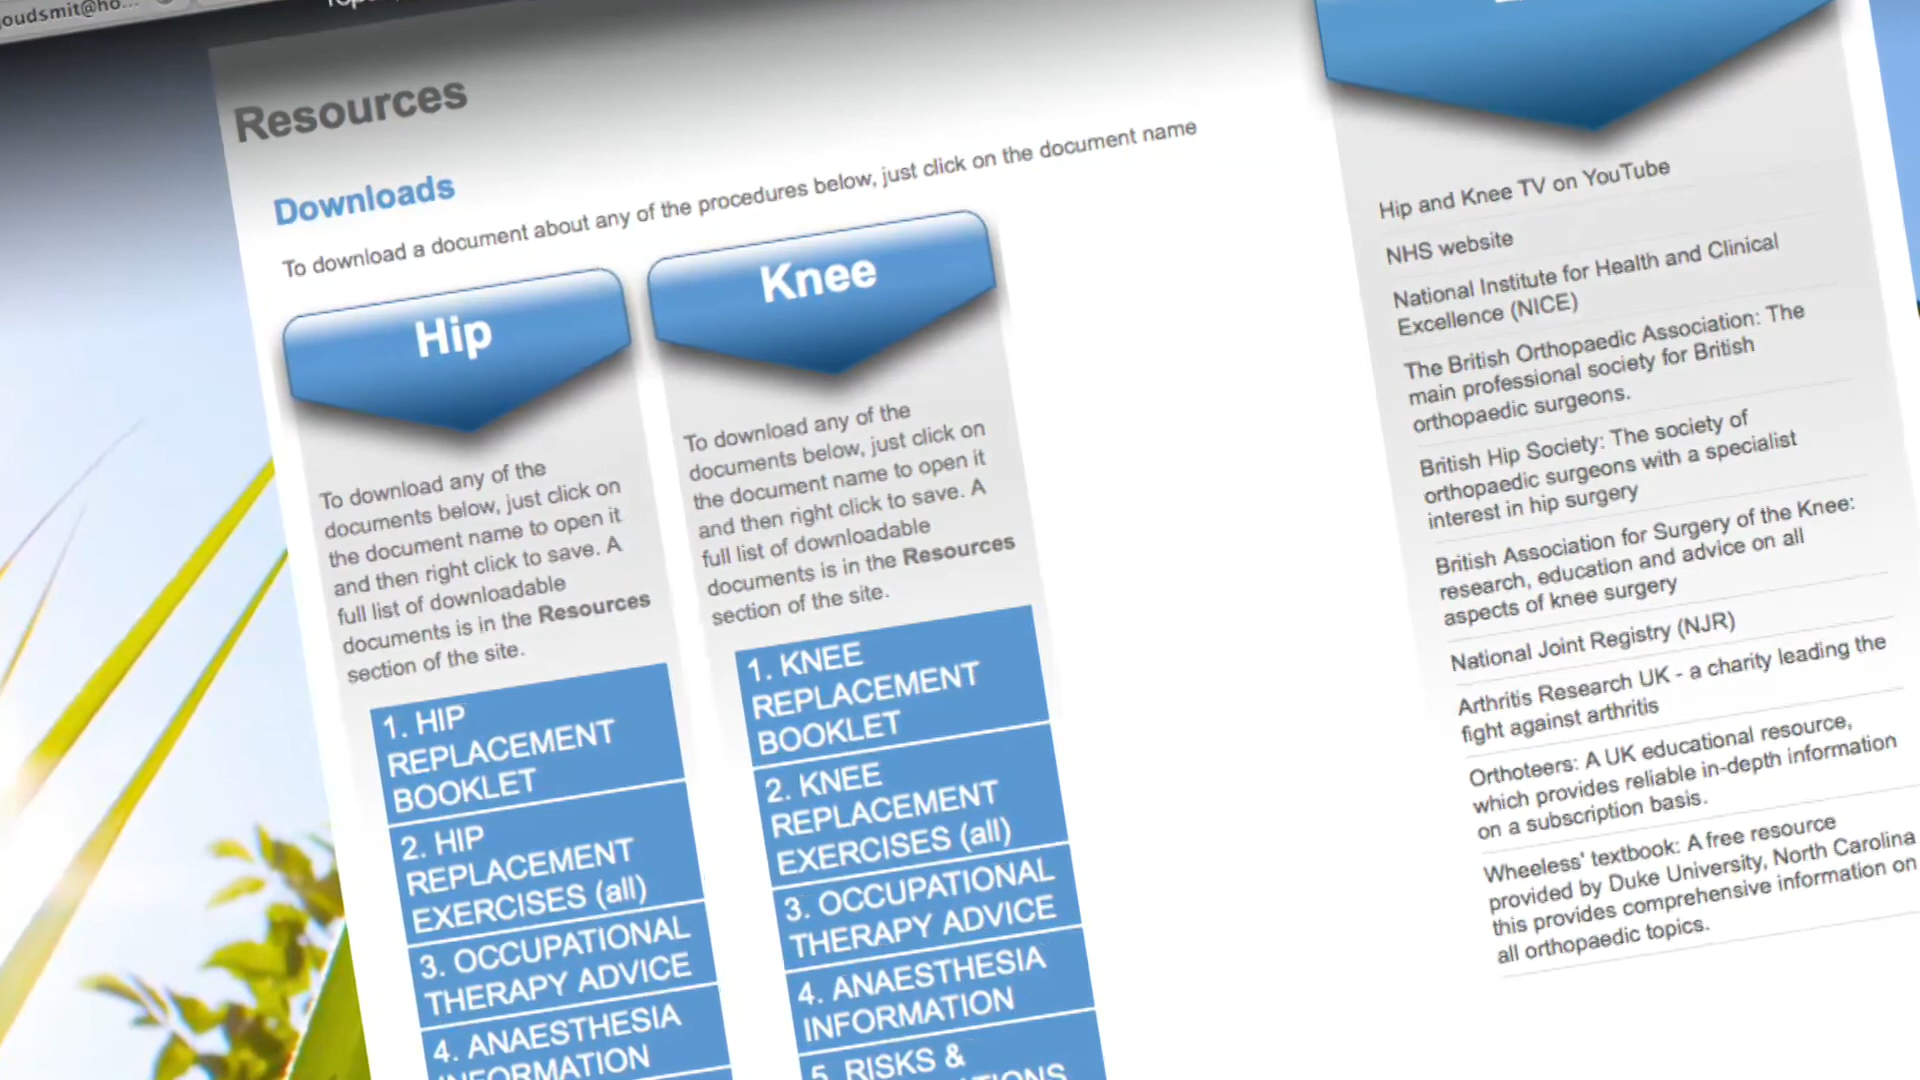 Resources
Downloads
To download a document about any of the procedures below, just click on the document name
Hip
To download any of the
documents below, just click on
the document name to open it
and then right click to save. A
full list of downloadable
documents is in the Resources
section of the site.
1. HIP
REPLACEMENT
BOOKLET
2. HIP
REPLACEMENT
EXERCISES (all)
3. OCCUPATIONAL
THERAPY ADVICE
4. ANAESTHESIA
INFORMATION
Knee
To download any of the
documents below, just click on
the document name to open it
and then right click to save. A
full list of downloadable
documents is in the Resources
section of the site.
1. KNEE
REPLACEMENT
BOOKLET
2. KNEE
REPLACEMENT
EXERCISES (all)
3. OCCUPATIONAL
THERAPY ADVICE
4. ANAESTHESIA
INFORMATION
5. RISKS &
Hip and Knee TV on YouTube
NHS website
National Institute for Health and Clinical
Excellence (NICE)
The British Orthopaedic Association: The
main professional society for British
orthopaedic surgeons.
British Hip Society: The society of
orthopaedic surgeons with a specialist
interest in hip surgery
British Association for Surgery of the Knee:
research, education and advice on all
aspects of knee surgery
National Joint Registry (NJR)
Arthritis Research UK - a charity leading the
fight against arthritis
Orthoteers: A UK educational resource,
which provides reliable in-depth information
on a subscription basis.
Wheeless' textbook: A free resource
provided by Duke University, North Carolina
this provides comprehensive information on
all orthopaedic topics.